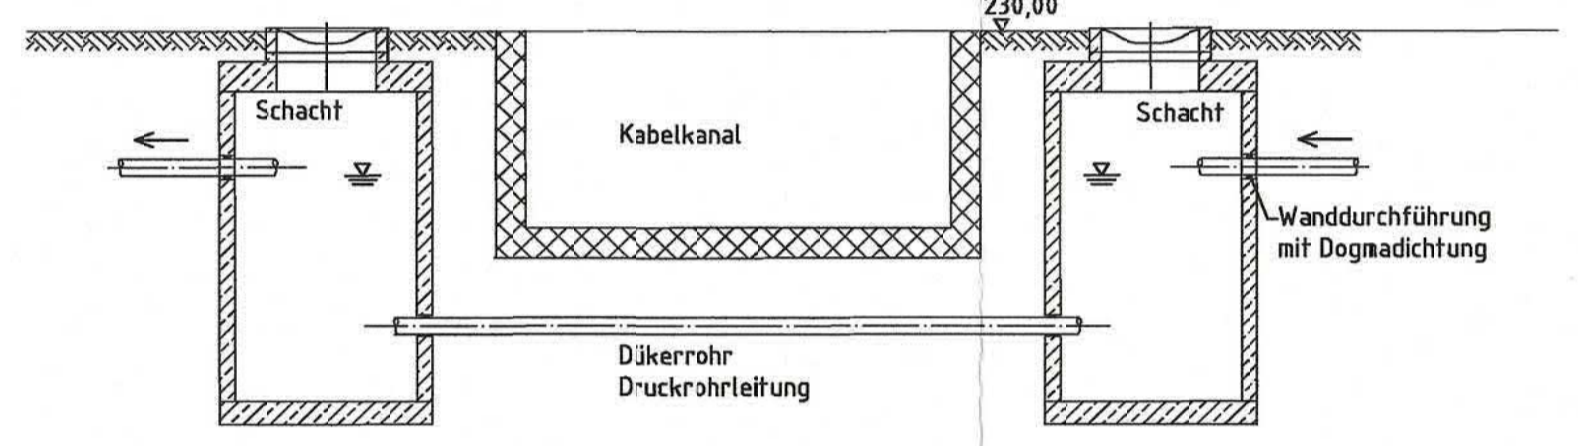 230,00
Schacht
Kabelkanal
Schacht
Wanddurchführung
mit Dogmadichtung
Dükerrohr
Druckrohrleitung